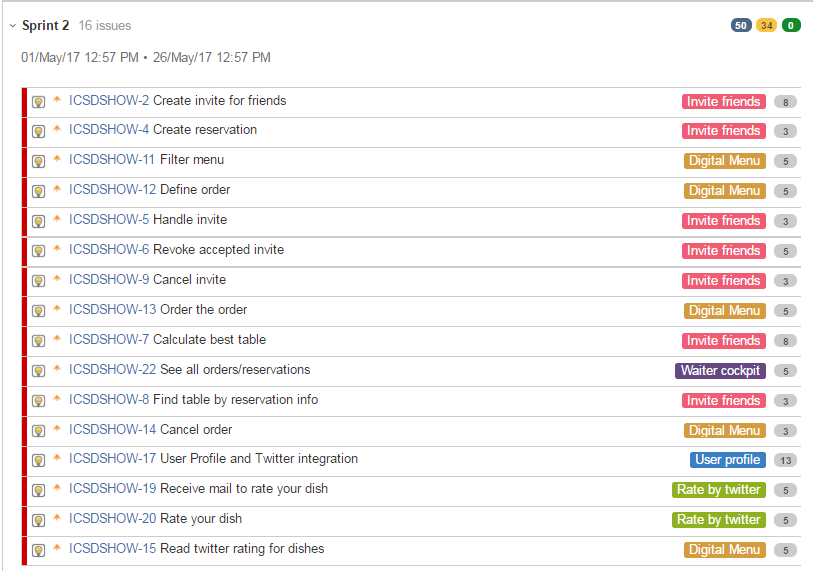 Sprint 2 16 issues 50 34 0
01/May/17 12:57 PM • 26/May/17 12:57 PM
ICSDSHOW-2 Create invite for friends Invite friends 8
ICSDSHOW-4 Create reservation Invite friends 3
ICSDSHOW-11 Filter menu Digital Menu 5
ICSDSHOW-12 Define order Digital Menu 5
ICSDSHOW-5 Handle invite Invite friends 3
ICSDSHOW-6 Revoke accepted invite Invite friends 5
ICSDSHOW-9 Cancel invite Invite friends 3
ICSDSHOW-13 Order the order Digital Menu 5
ICSDSHOW-7 Calculate best table Invite friends 8
ICSDSHOW-22 See all orders/reservations Waiter cockpit 5
ICSDSHOW-8 Find table by reservation info Invite friends 3
ICSDSHOW-14 Cancel order Digital Menu 3
ICSDSHOW-17 User Profile and Twitter integration User profile 13
ICSDSHOW-19 Receive mail to rate your dish Rate by twitter 5
ICSDSHOW-20 Rate your dish Rate by twitter 5
ICSDSHOW-15 Read twitter rating for dishes Digital Menu 5